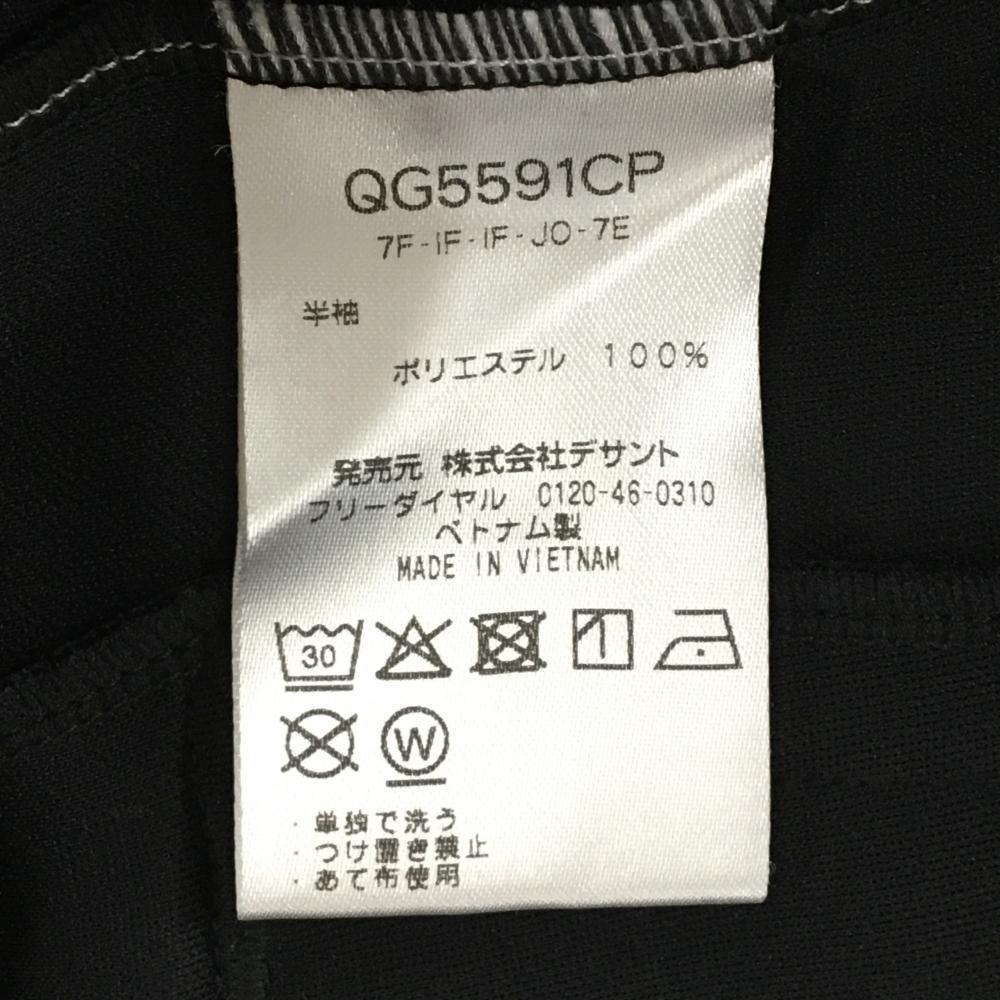 QG5591CP
7F-IF-IF-JO-7E
半袖
ポリエステル 100%
発売元 株式会社デサント
フリーダイヤル 0120-46-0310
ベトナム製
MADE IN VIETNAM
30
W
・単独で洗う
・つけ置き禁止
・あて布使用